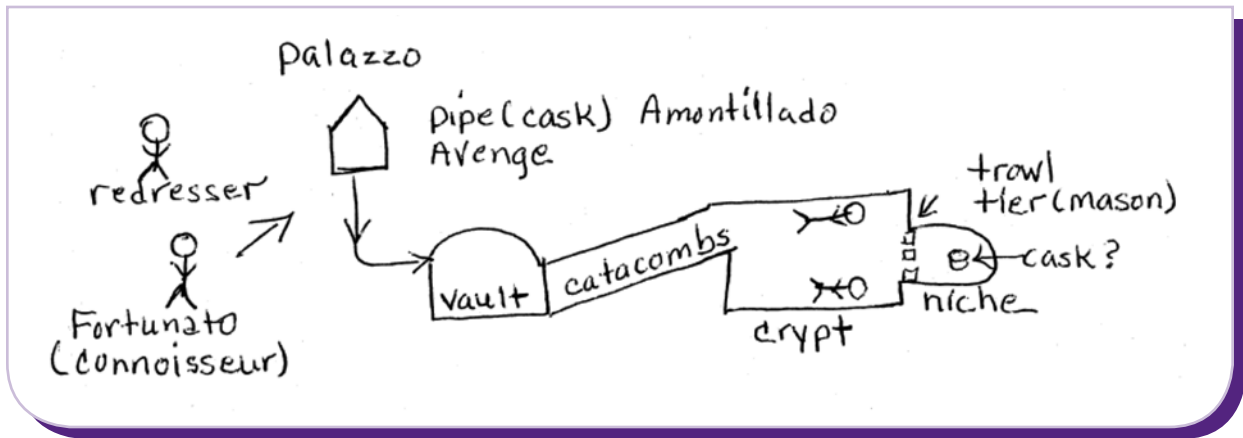 palazzo
pipe(cask) Amontillado
Avenge
redresser
Fortunato
(connoisseur)
vault
catacombs
crypt
trowl
tier(mason)
cask?
niche